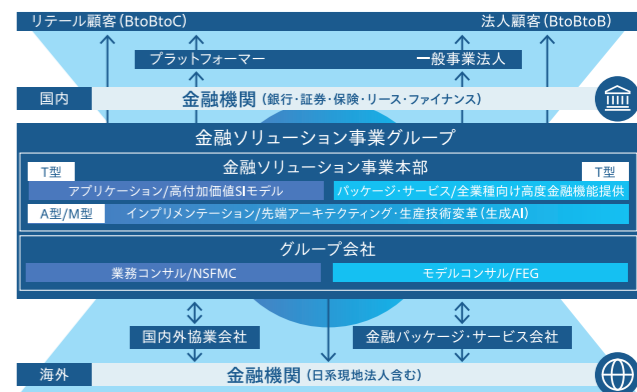 リテール顧客(BtoBtoC) 法人顧客(BtoBtoB)
プラットフォーマー 一般事業法人
国内 金融機関(銀行・証券・保険・リース・ファイナンス)
金融ソリューション事業グループ
T型 金融ソリューション事業本部 T型
アプリケーション/高付加価値SIモデル パッケージ・サービス/全業種向け高度金融機能提供
A型/M型 インプリメンテーション/先端アーキテクティング・生産技術変革(生成AI)
グループ会社
業務コンサル/NSFMC モデルコンサル/FEG
国内外協業会社 金融パッケージ・サービス会社
海外 金融機関(日系現地法人含む)